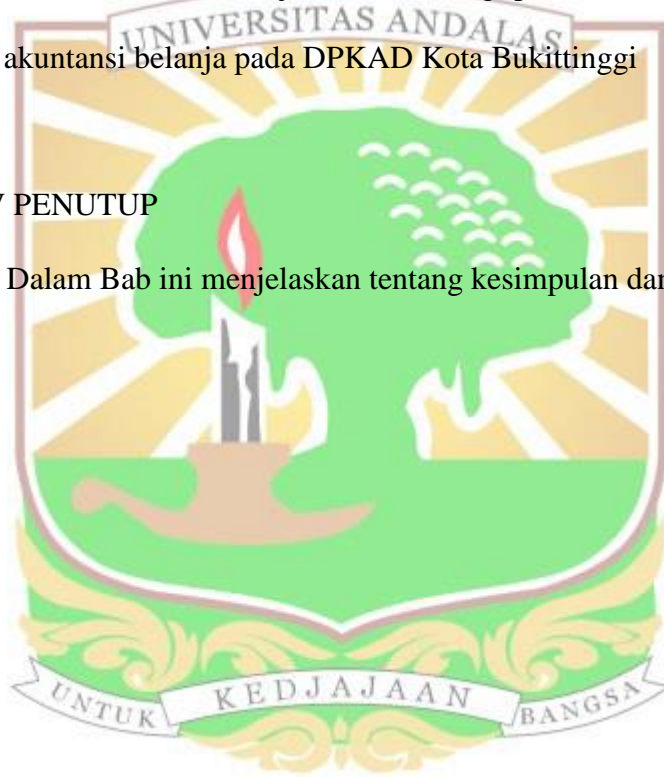 UNIVERSITAS ANDALAS
akuntansi belanja pada DPKAD Kota Bukittinggi
PENUTUP
Dalam Bab ini menjelaskan tentang kesimpulan dan
UNTUK KEDJAJAAN BANGSA